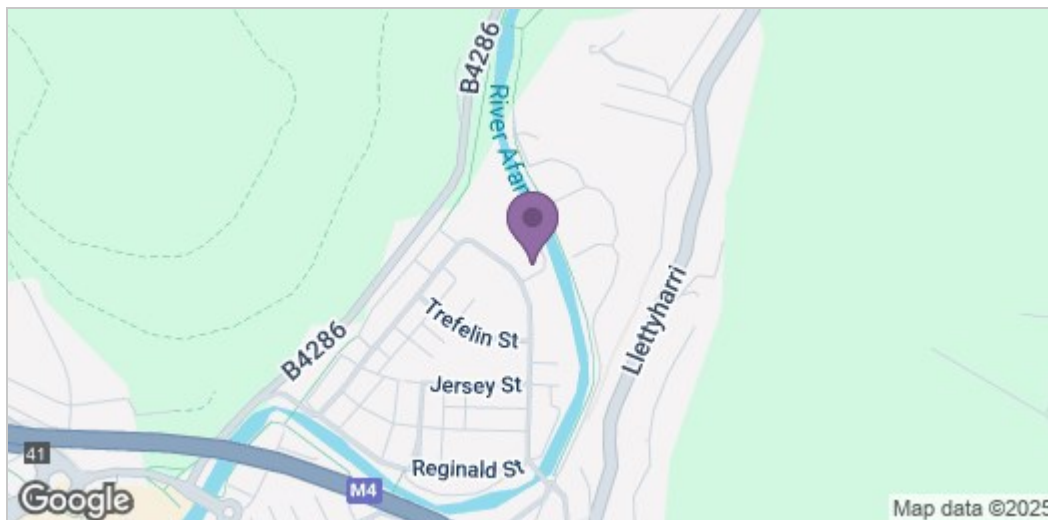 B4286
River Afan
Llettyharri
Trefelin St
B4286
Jersey St
41
Reginald St
M4
Google
Map data ©2025